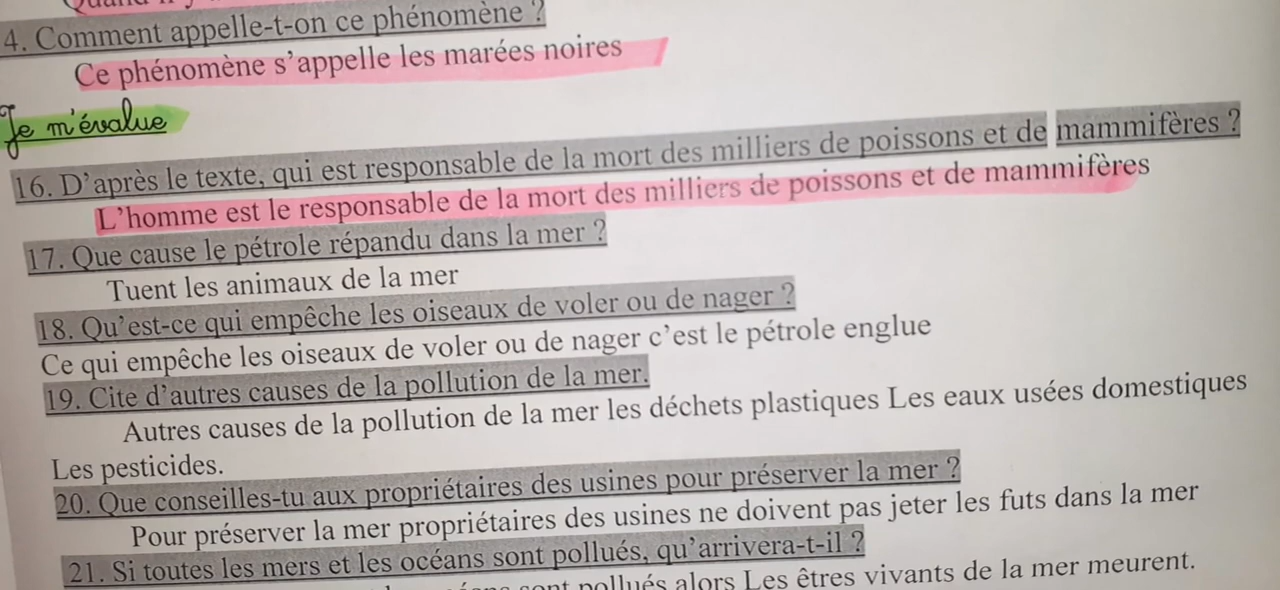 Quand il y
4. Comment appelle-t-on ce phénomène ?
Ce phénomène s'appelle les marées noires
Je m'évalue
16. D'après le texte, qui est responsable de la mort des milliers de poissons et de mammifères ?
L'homme est le responsable de la mort des milliers de poissons et de mammifères
17. Que cause le pétrole répandu dans la mer ?
Tuent les animaux de la mer
18. Qu'est-ce qui empêche les oiseaux de voler ou de nager ?
Ce qui empêche les oiseaux de voler ou de nager c'est le pétrole englue
19. Cite d'autres causes de la pollution de la mer.
Autres causes de la pollution de la mer les déchets plastiques Les eaux usées domestiques
Les pesticides.
20. Que conseilles-tu aux propriétaires des usines pour préserver la mer ?
Pour préserver la mer propriétaires des usines ne doivent pas jeter les futs dans la mer
21. Si toutes les mers et les océans sont pollués, qu'arrivera-t-il ?
sont pollués alors Les êtres vivants de la mer meurent.